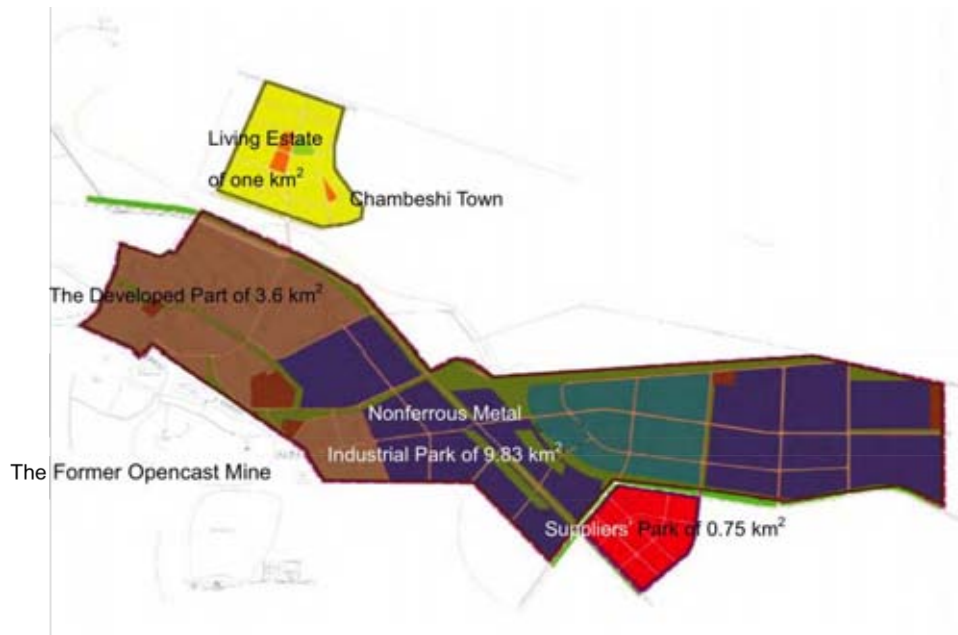 Living Estate
of one km²
Chambeshi Town
The Developed Part of 3.6 km²
Nonferrous Metal
Industrial Park of 9.83 km²
The Former Opencast Mine
Suppliers' Park of 0.75 km²